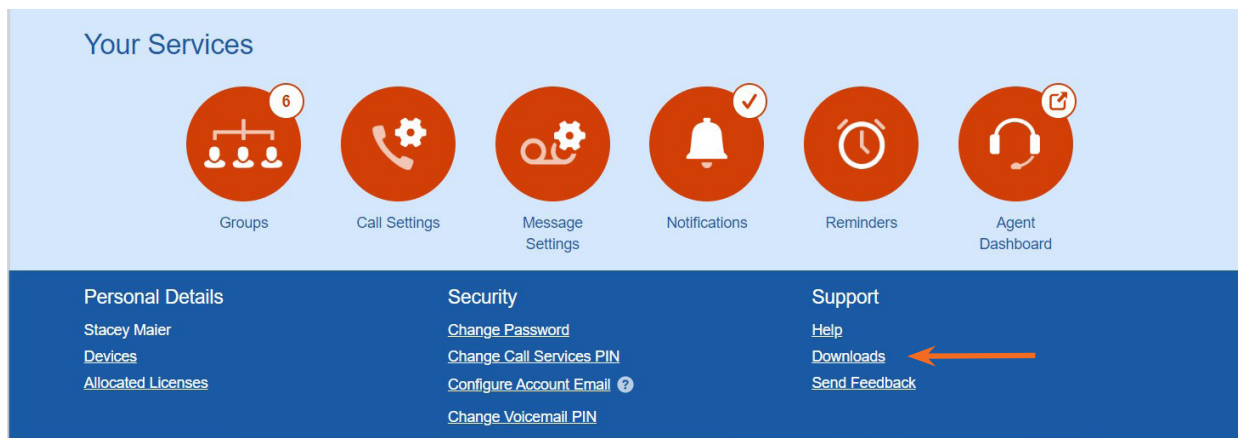 Your Services
6
Groups
Call Settings
Message
Settings
Notifications
Reminders
Agent
Dashboard
Personal Details
Stacey Maier
Devices
Allocated Licenses
Security
Change Password
Change Call Services PIN
Configure Account Email ?
Change Voicemail PIN
Support
Help
Downloads
Send Feedback